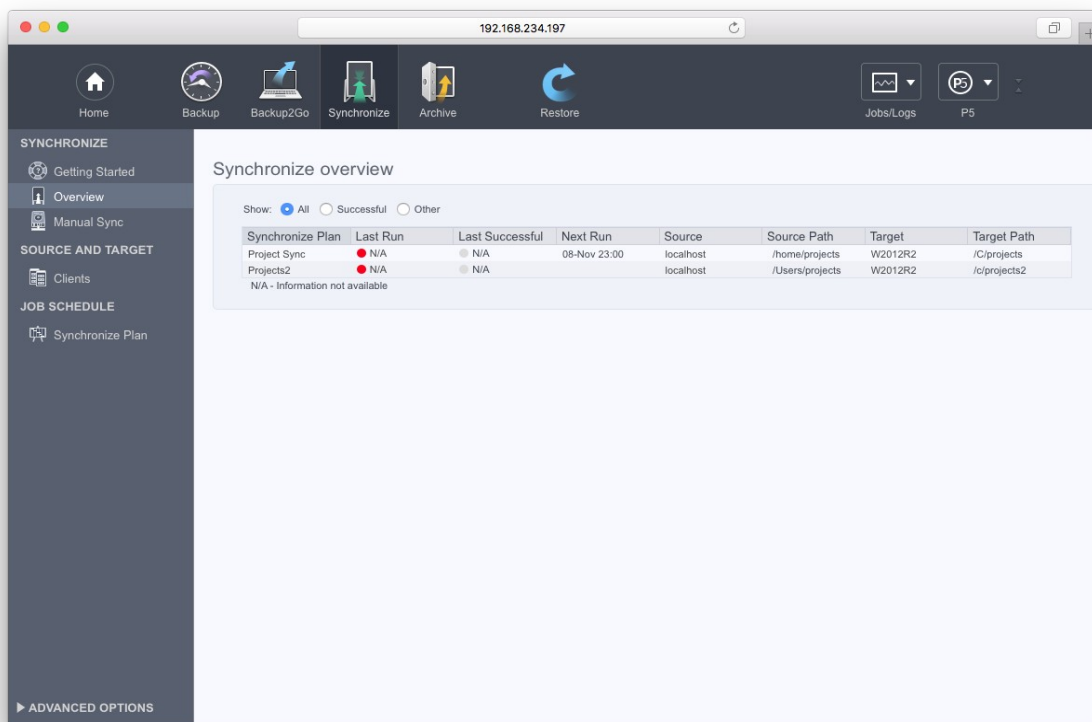 192.168.234.197
Home
Backup
Backup2Go
Synchronize
Archive
Restore
Jobs/Logs
P5
P5
SYNCHRONIZE
Getting Started
Overview
Manual Sync
SOURCE AND TARGET
Clients
JOB SCHEDULE
Synchronize Plan
ADVANCED OPTIONS
Synchronize overview
Show: All Successful Other
Synchronize Plan Last Run Last Successful Next Run Source Source Path Target Target Path
Project Sync N/A N/A 08-Nov 23:00 localhost /home/projects W2012R2 /C/projects
Projects2 N/A N/A localhost /Users/projects W2012R2 /c/projects2
N/A - Information not available